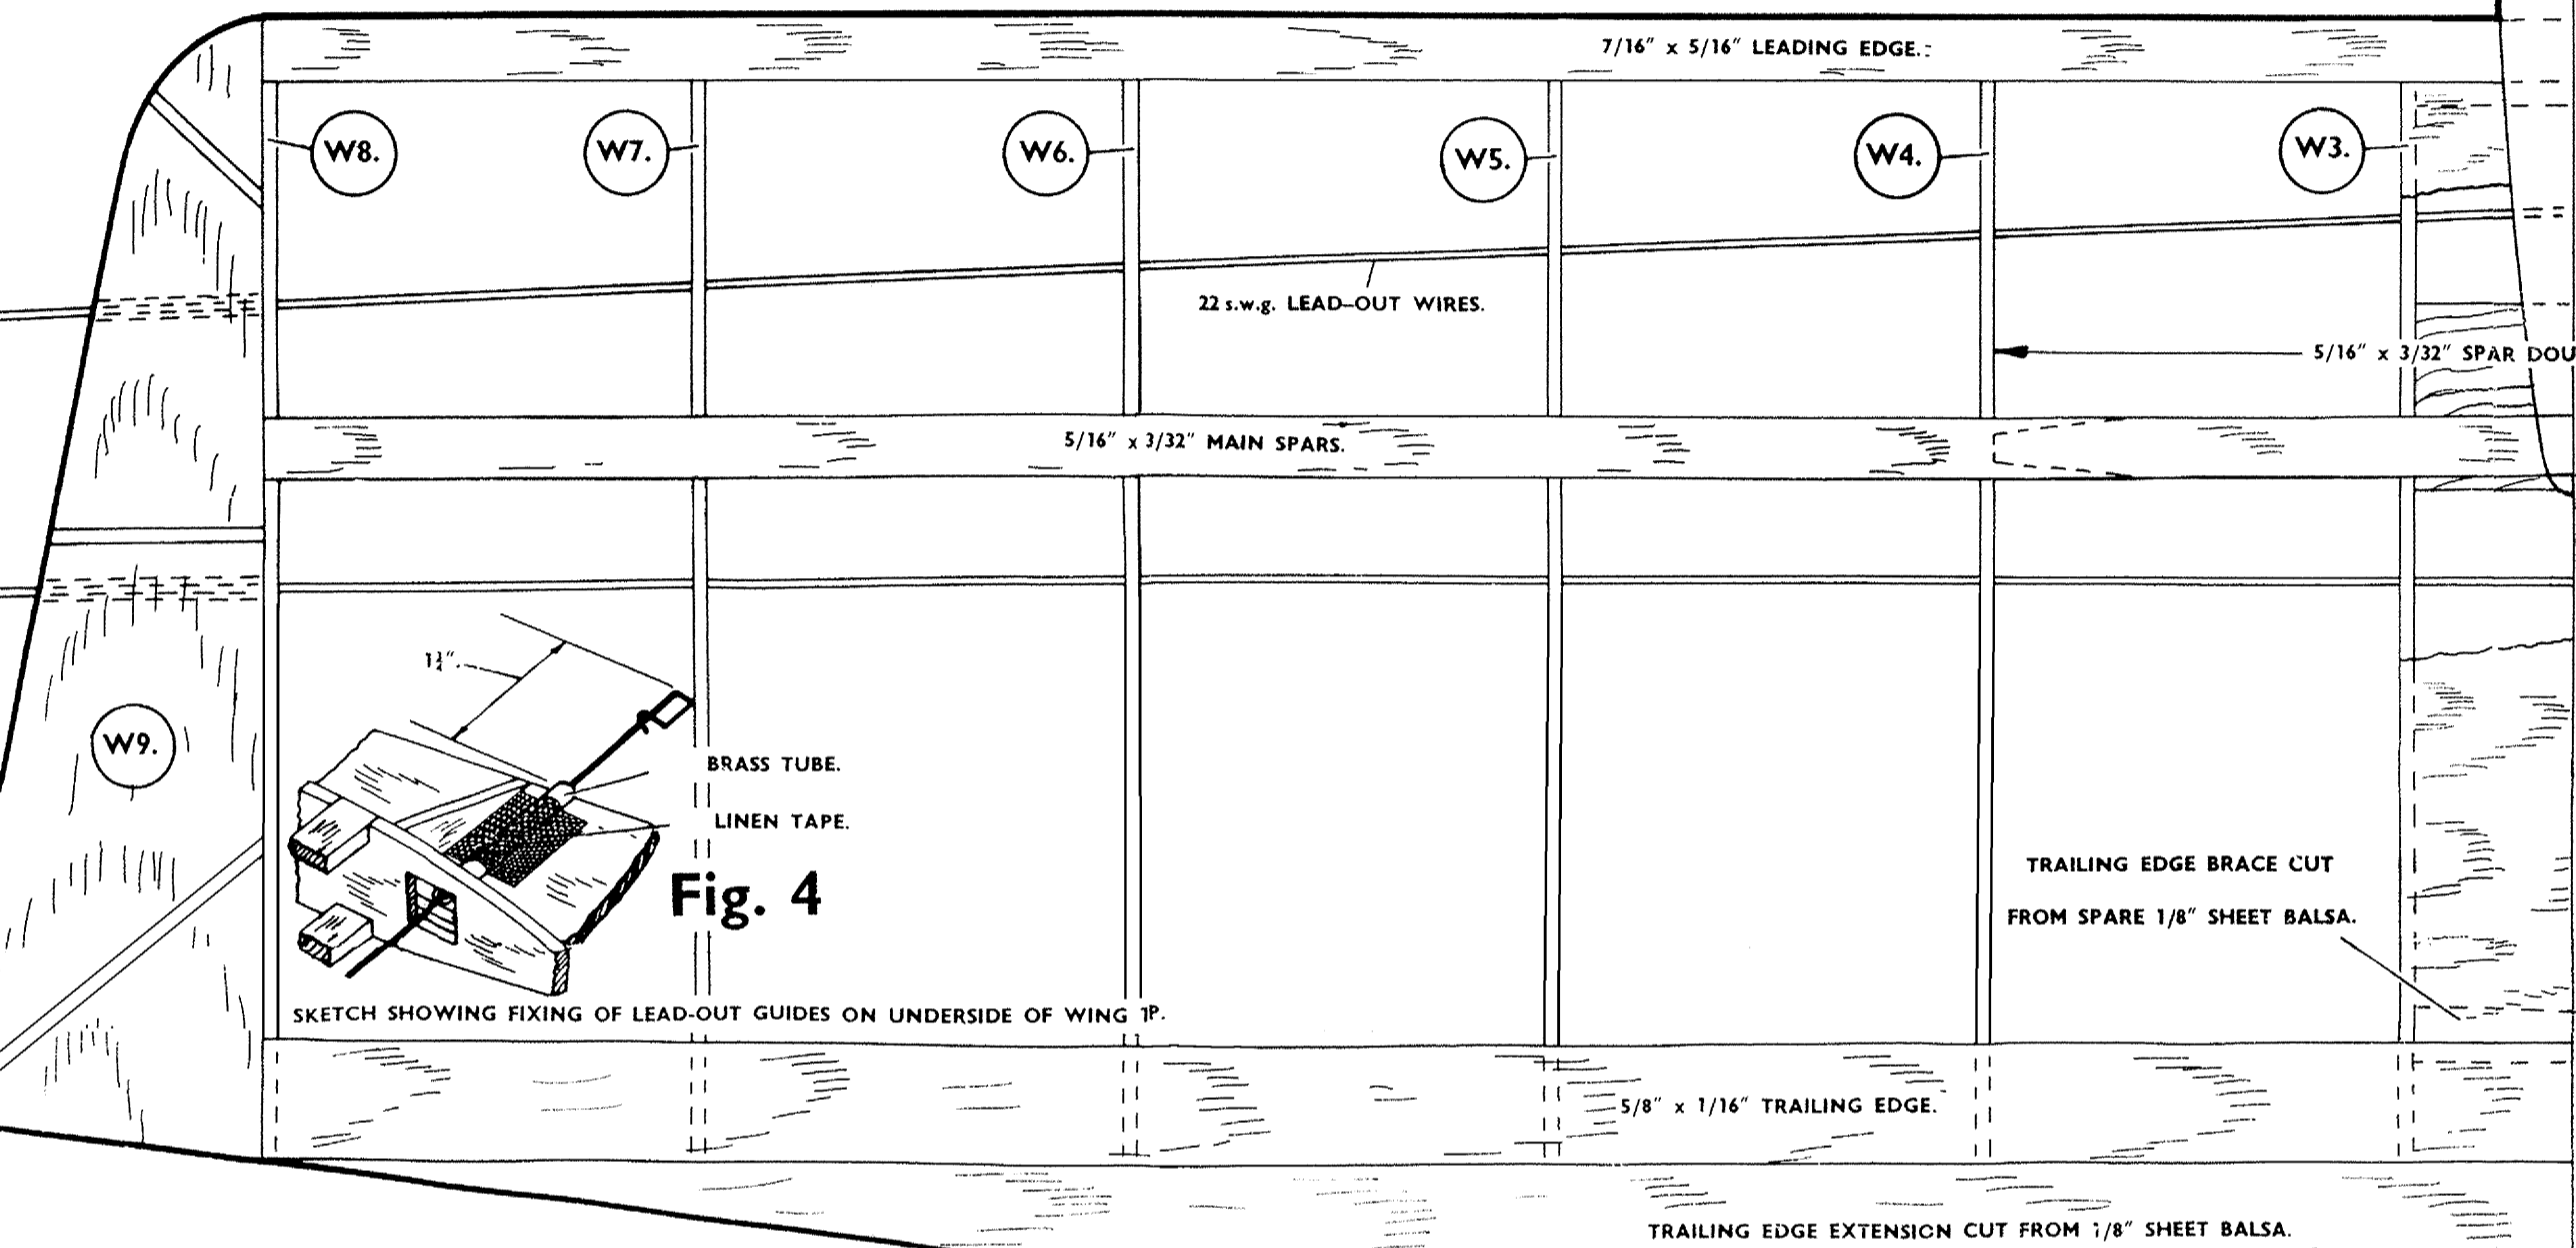 7/16" x 5/16" LEADING EDGE.
W8.
W7.
W6.
W5.
W4.
W3.
22 s.w.g. LEAD-OUT WIRES.
5/16" x 3/32" SPAR DOU
5/16" x 3/32" MAIN SPARS.
W9.
BRASS TUBE.
LINEN TAPE.
Fig. 4
SKETCH SHOWING FIXING OF LEAD-OUT GUIDES ON UNDERSIDE OF WING
TRAILING EDGE BRACE CUT
FROM SPARE 1/8" SHEET BALSA.
5/8" x 1/16" TRAILING EDGE.
TRAILING EDGE EXTENSION CUT FROM 1/8" SHEET BALSA.